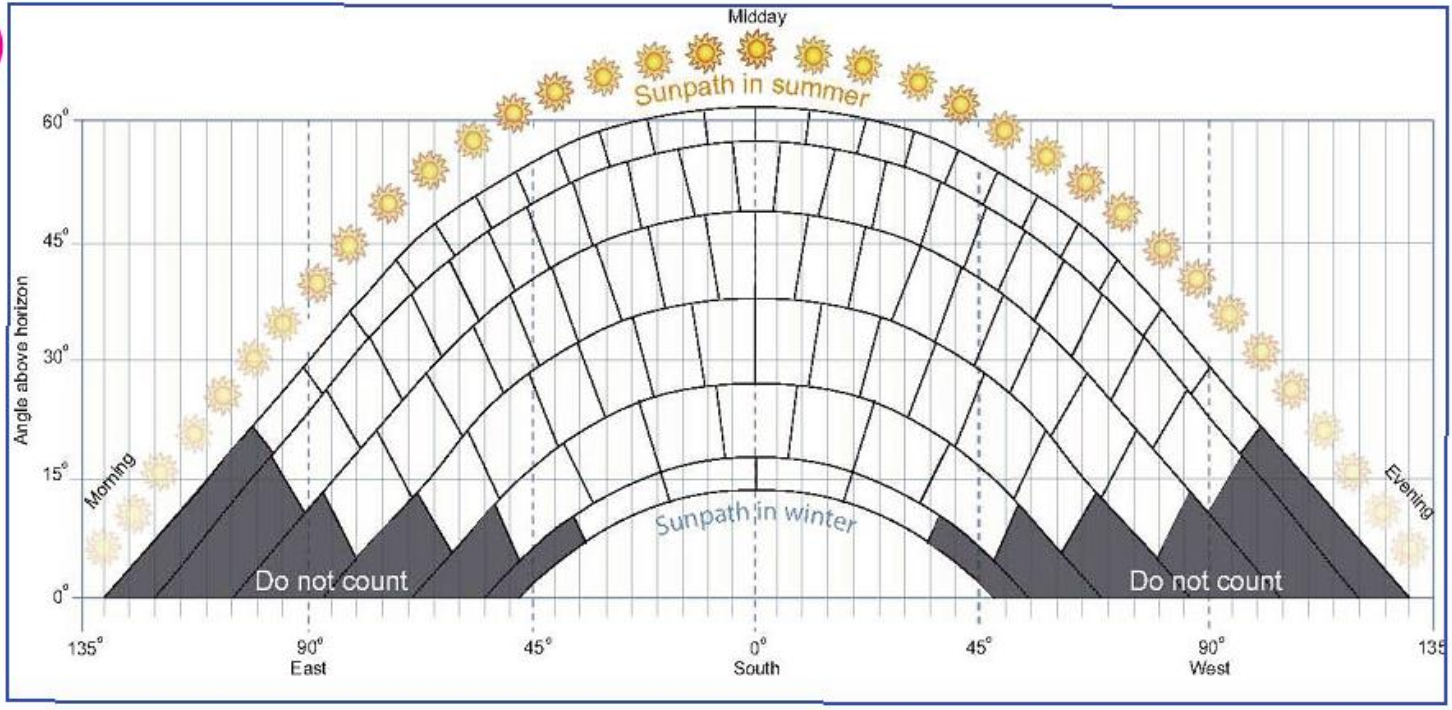 Midday
Sunpath in summer
60°
45°
30°
15°
0°
Angle above horizon
Morning
Evening
Sunpath in winter
Do not count
Do not count
135°
90°
45°
0°
45°
90°
135
East
South
West